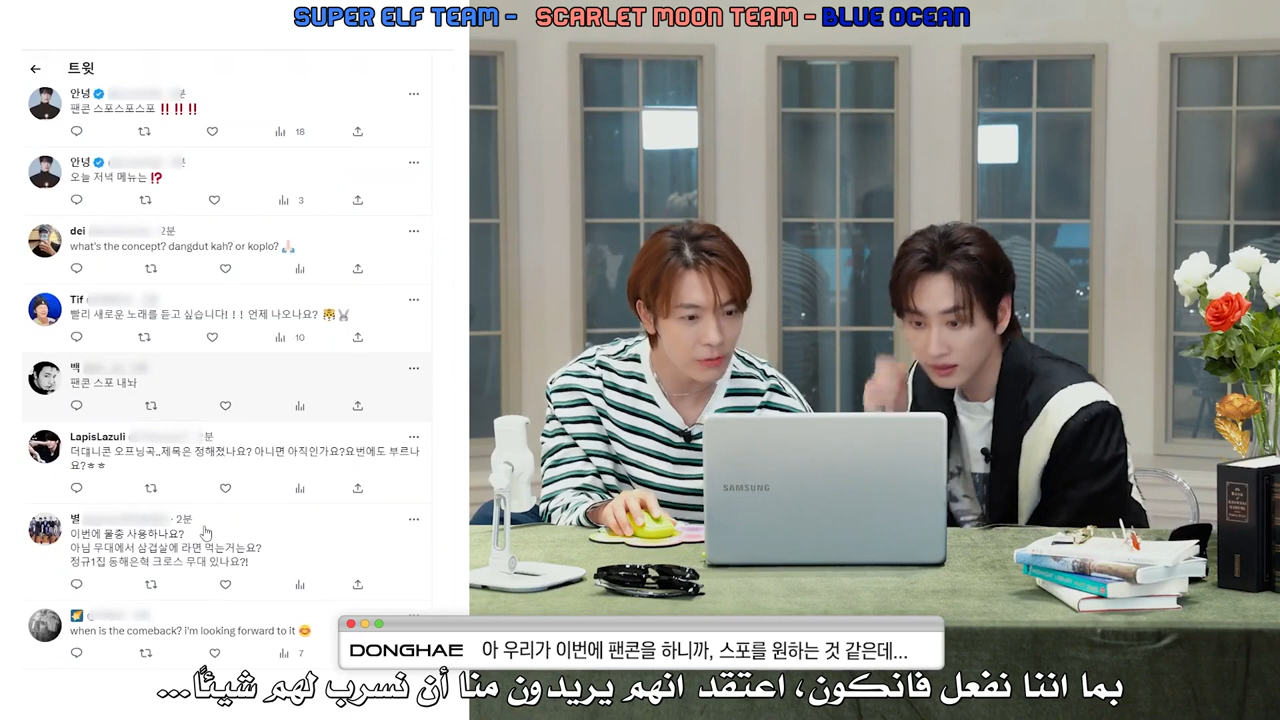 SUPER ELF TEAM - SCARLET MOON TEAM - BLUE OCEAN
← 트윗
안녕
팬콘 스포스포스포 ‼️‼️‼️
18
안녕
오늘 저녁 메뉴는⁉️
3
dei 2분
what's the concept? dangdut kah? or koplo? 🙏🏻
Tif
빨리 새로운 노래를 듣고 싶습니다! ! ! 언제 나오나요? 🐯🐰
10
백
팬콘 스포 내놔
LapisLazuli 분
더댸니콘 오프닝곡..제목은 정해졌나요? 아니면 아직인가요?요번에도 부르나
요?ㅎㅎ
별 · 2분
이번에 물총 사용하나요?
아님 무대에서 삼겹살에 라면 먹는거는요?
정규1집 동해은혁 크로스 무대 있나요?!
when is the comeback? i'm looking forward to it 😊
7
SAMSUNG
DONGHAE 아 우리가 이번에 팬콘을 하니까, 스포를 원하는 것 같은데...
بما اننا نفعل فانكون، اعتقد انهم يريدون منا أن نسرب لهم شيئًا...